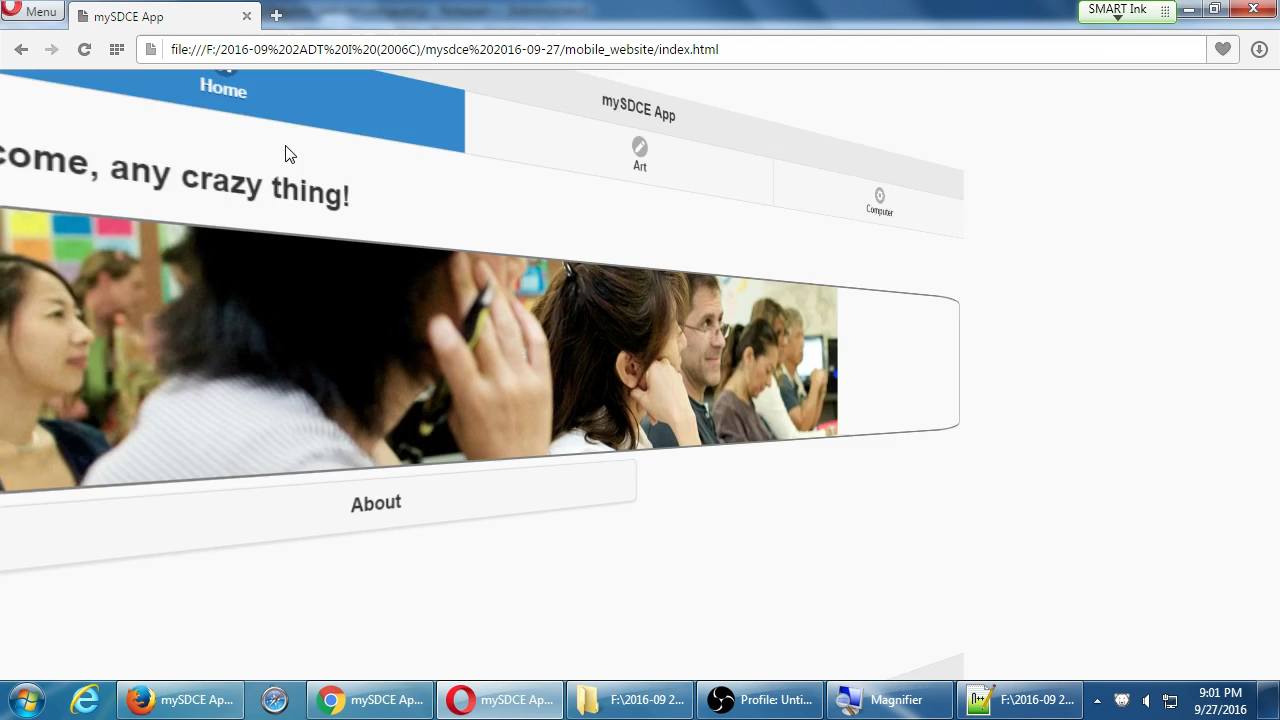 Menu
mySDCE App
SMART Ink
file:///F:/2016-09%202ADT%20I%20(2006C)/mysdce%202016-09-27/mobile_website/index.html
mySDCE App
Home
Art
Computer
come, any crazy thing!
About
mySDCE Ap...
mySDCE Ap...
mySDCE Ap...
F:\2016-09 2...
Profile: Unti...
Magnifier
F:\2016-09 2...
9:01 PM
9/27/2016